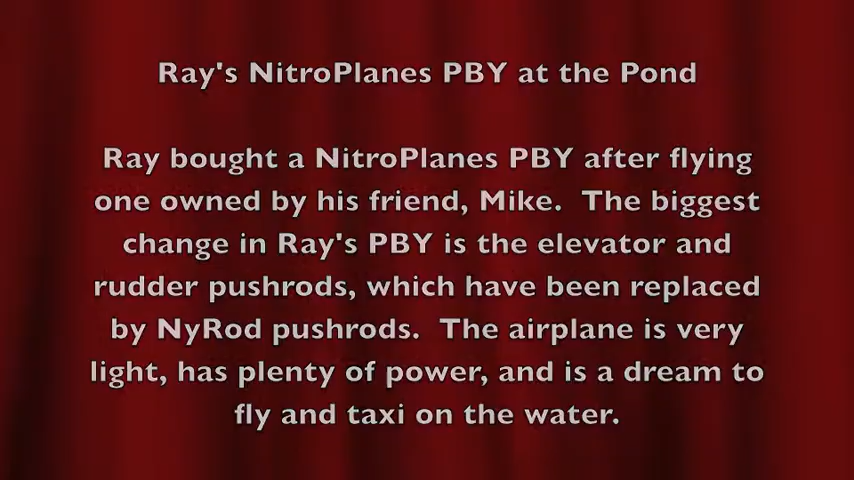 Ray's NitroPlanes PBY at the Pond
Ray bought a NitroPlanes PBY after flying
one owned by his friend, Mike.  The biggest
change in Ray's PBY is the elevator and
rudder pushrods, which have been replaced
by NyRod pushrods.  The airplane is very
light, has plenty of power, and is a dream to
fly and taxi on the water.